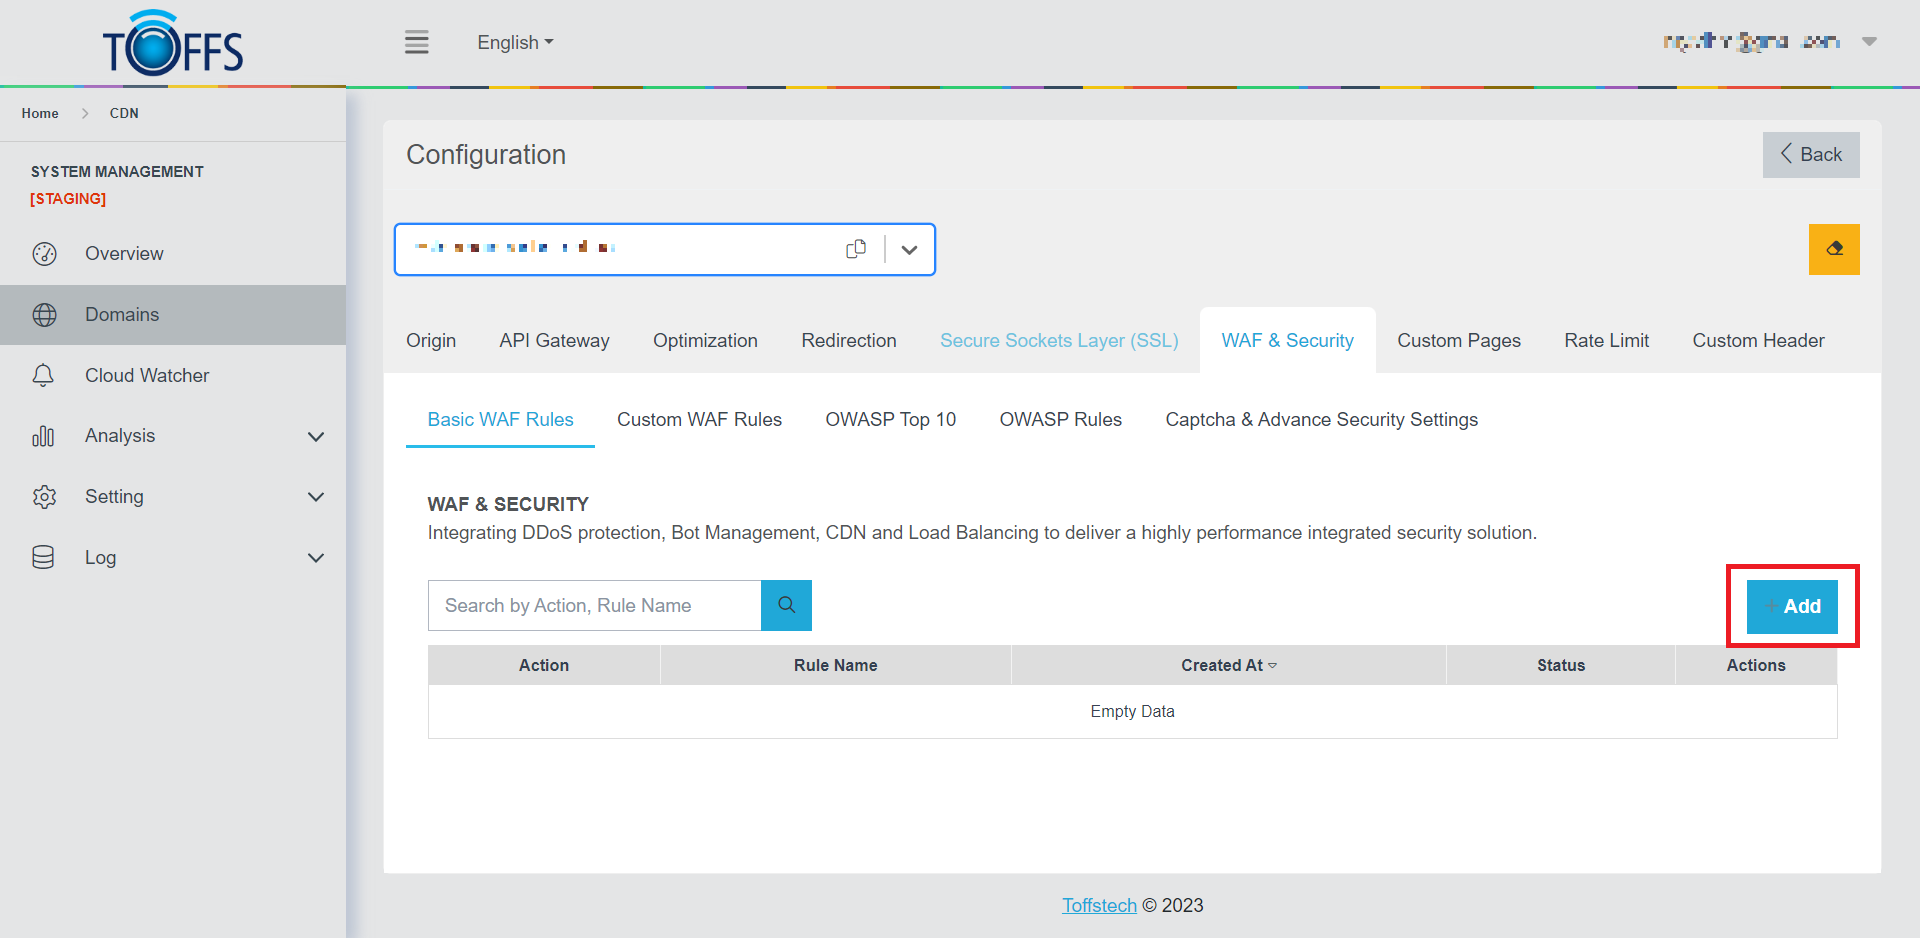 TOFFS
English
Home > CDN
SYSTEM MANAGEMENT
[STAGING]
Overview
Domains
Cloud Watcher
Analysis
Setting
Log
Configuration
Back
Origin API Gateway Optimization Redirection Secure Sockets Layer (SSL) WAF & Security Custom Pages Rate Limit Custom Header
Basic WAF Rules Custom WAF Rules OWASP Top 10 OWASP Rules Captcha & Advance Security Settings
WAF & SECURITY
Integrating DDoS protection, Bot Management, CDN and Load Balancing to deliver a highly performance integrated security solution.
Search by Action, Rule Name
+ Add
Action Rule Name Created At Status Actions
Empty Data
Toffstech © 2023